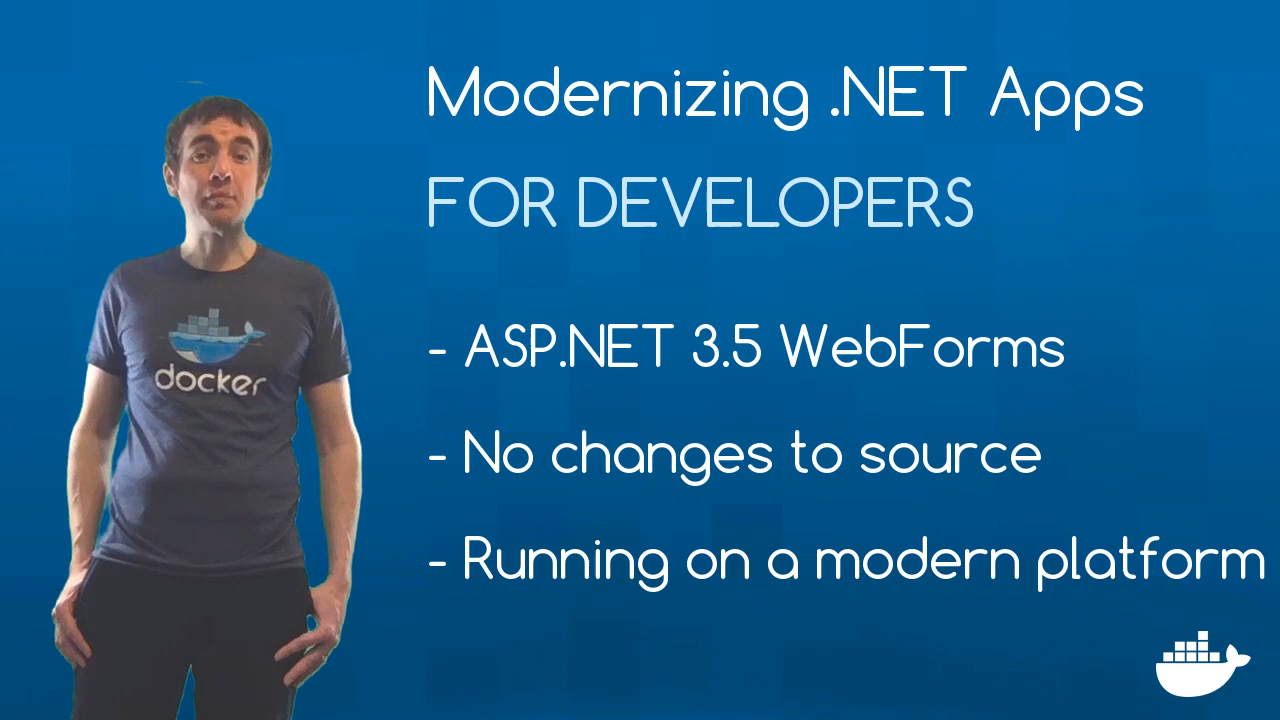 Modernizing .NET Apps
FOR DEVELOPERS
- ASP.NET 3.5 WebForms
docker
- No changes to source
- Running on a modern platform